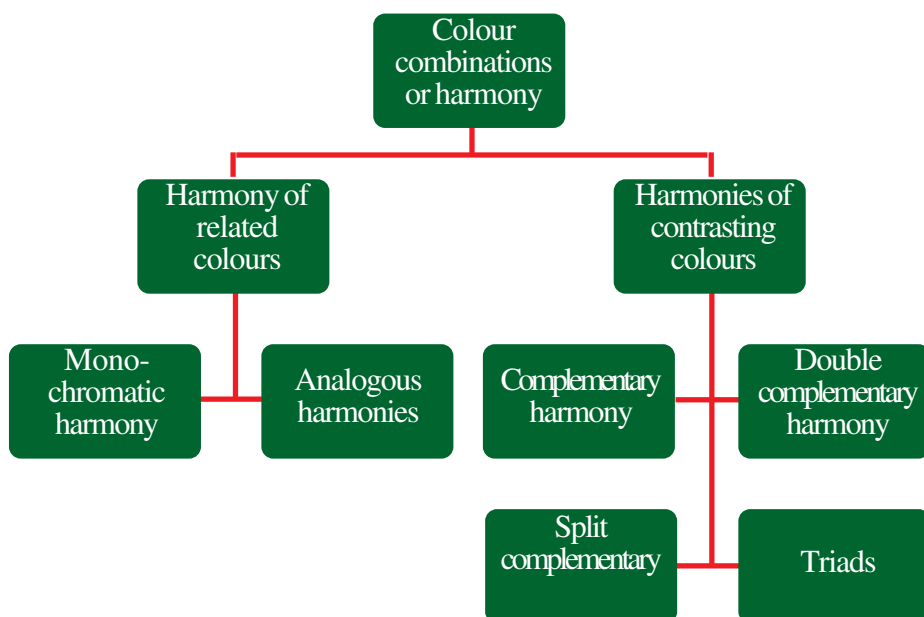 Colour
combinations
or harmony
Harmony of
related
colours
Harmonies of
contrasting
colours
Mono-
chromatic
harmony
Analogous
harmonies
Complementary
harmony
Double
complementary
harmony
Split
complementary
Triads